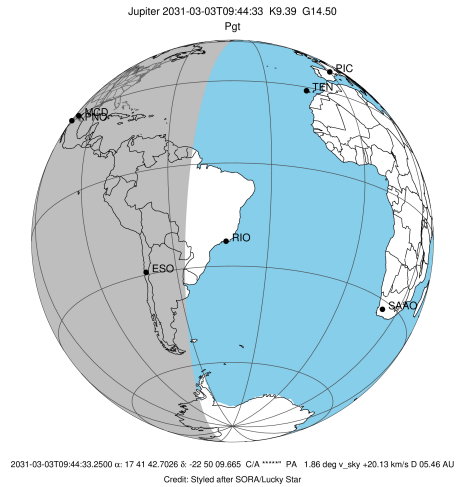 Jupiter 2031-03-03T09:44:33 K9.39 G14.50
Pgt
PIC
TEN
MCD
RIO
ESO
SAAO
2031-03-03T09:44:33.2500 α: 17 41 42.7026 δ: -22 50 09.665 C/A *****" PA 1.86 deg v_sky +20.13 km/s D 05.46 AU
Credit: Styled after SORA/Lucky Star